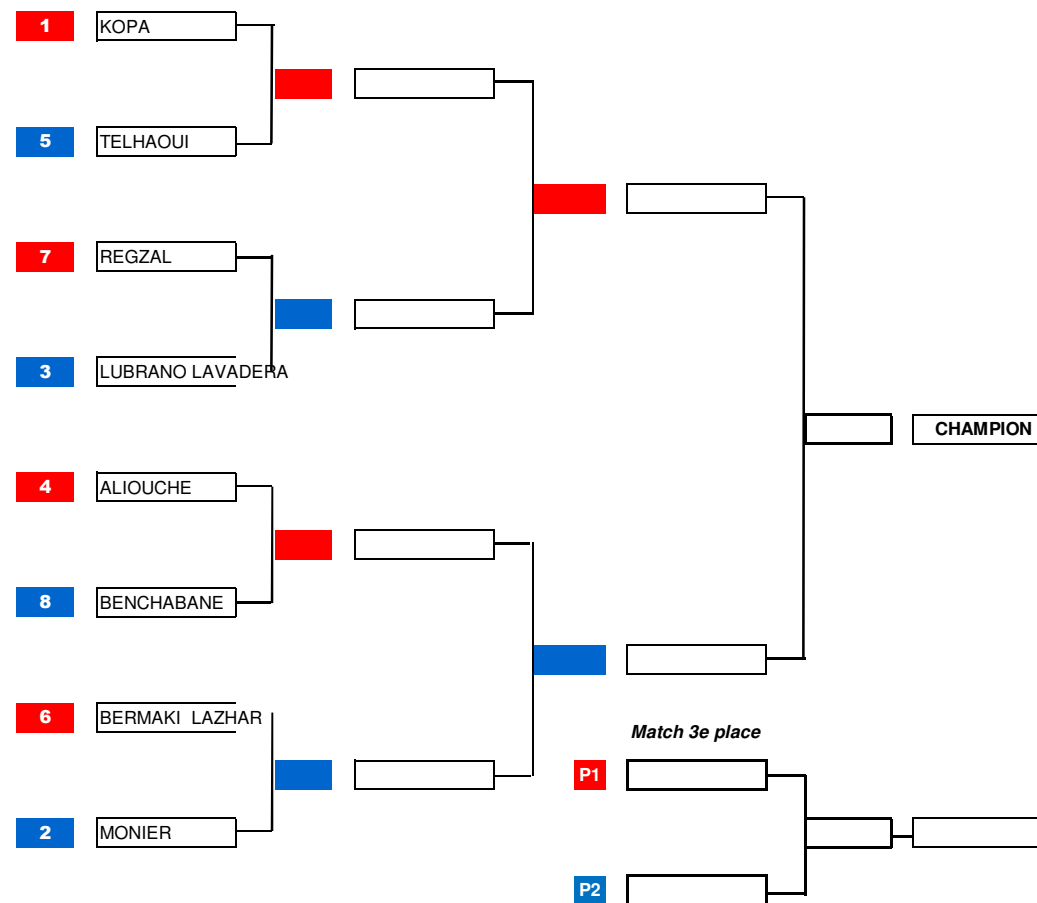 1 KOPA
5 TELHAOUI
7 REGZAL
3 LUBRANO LAVADERA
CHAMPION
4 ALIOUCHE
8 BENCHABANE
6 BERMAKI LAZHAR
Match 3e place
P1
2 MONIER
P2